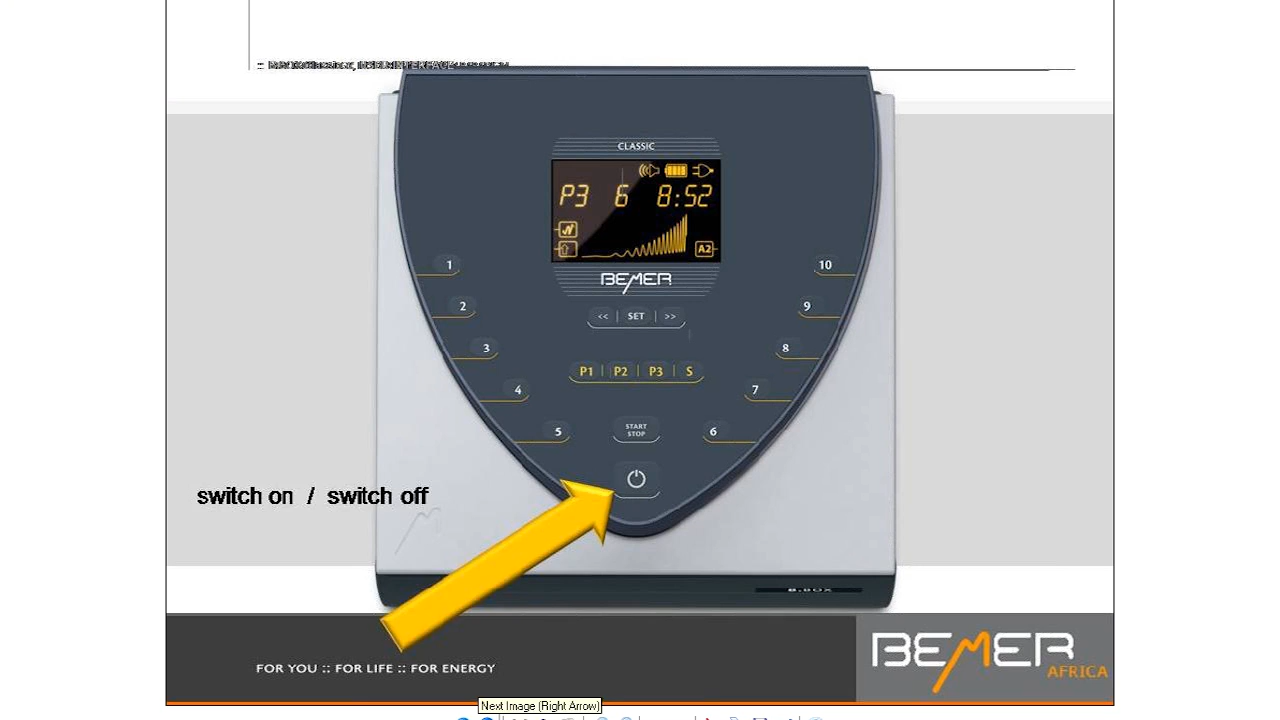 CLASSIC
P3 6 8:52
A2
BEMER
1
10
<< | SET | >>
2
9
3
8
P1 | P2 | P3 | S
4
7
START
STOP
5
6
switch on / switch off
B.BOX
FOR YOU :: FOR LIFE :: FOR ENERGY
BEMER
AFRICA
Next Image (Right Arrow)